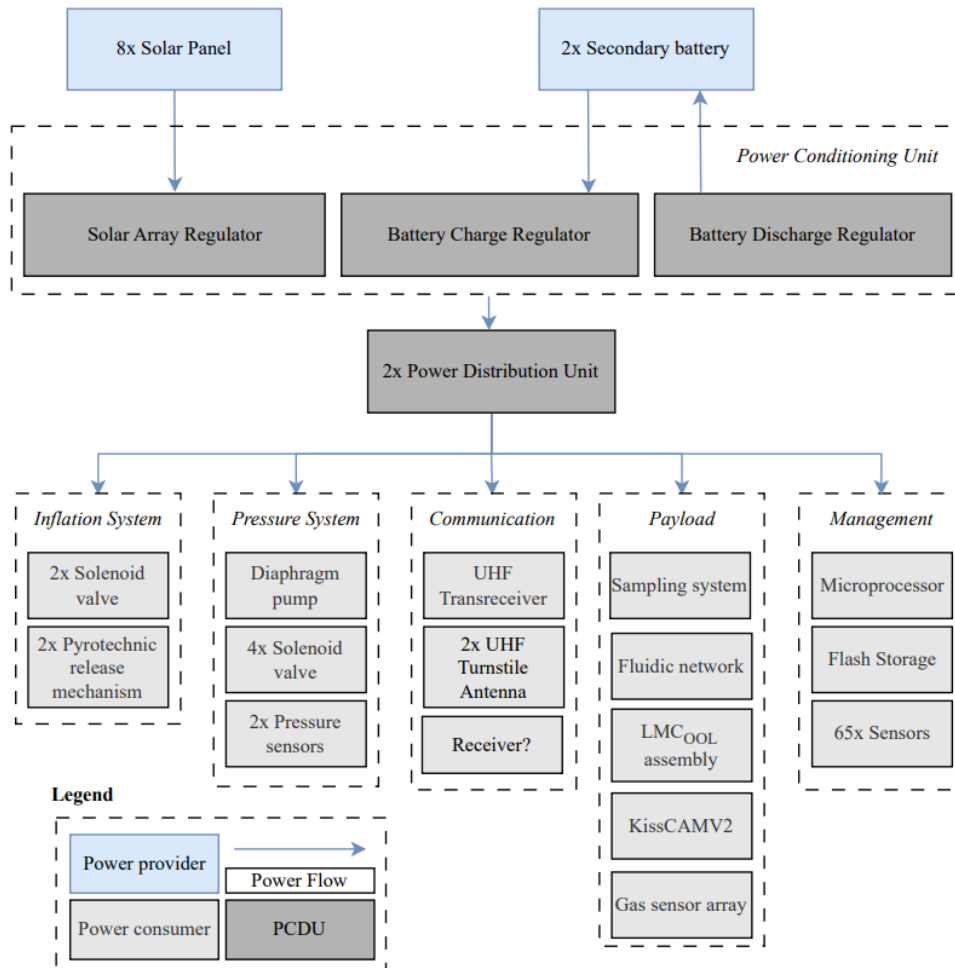 8x Solar Panel
2x Secondary battery
Power Conditioning Unit
Solar Array Regulator
Battery Charge Regulator
Battery Discharge Regulator
2x Power Distribution Unit
Inflation System
2x Solenoid
valve
2x Pyrotechnic
release
mechanism
Pressure System
Diaphragm
pump
4x Solenoid
valve
2x Pressure
sensors
Communication
UHF
Transreceiver
2x UHF
Turnstile
Antenna
Receiver?
Payload
Sampling system
Fluidic network
LMCOOL
assembly
KissCAMV2
Gas sensor array
Management
Microprocessor
Flash Storage
65x Sensors
Legend
Power provider
Power Flow
Power consumer
PCDU